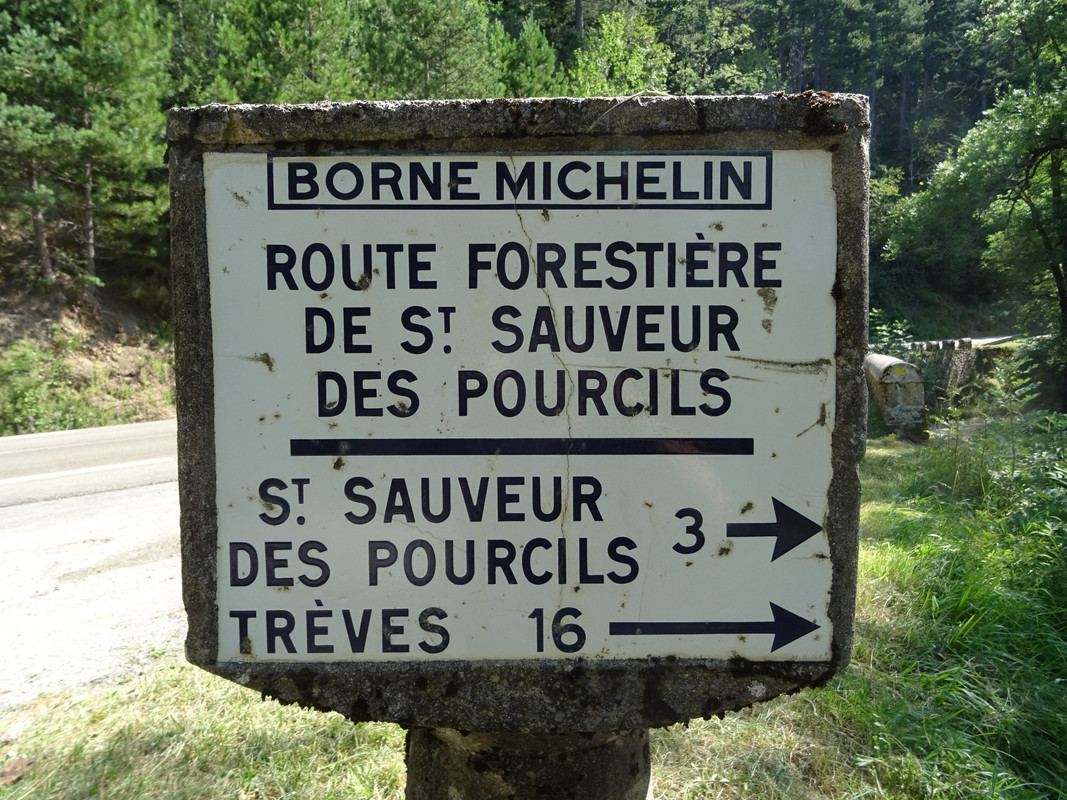 BORNE MICHELIN
ROUTE FORESTIÈRE
DE ST SAUVEUR
DES POURCILS
ST SAUVEUR
DES POURCILS 3
TRÈVES 16